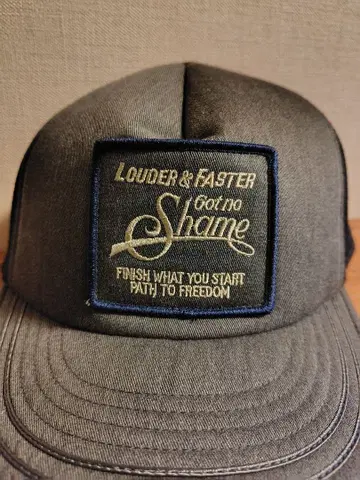 LOUDER & FASTER
Got no
Shame
FINISH WHAT YOU START
PATH TO FREEDOM